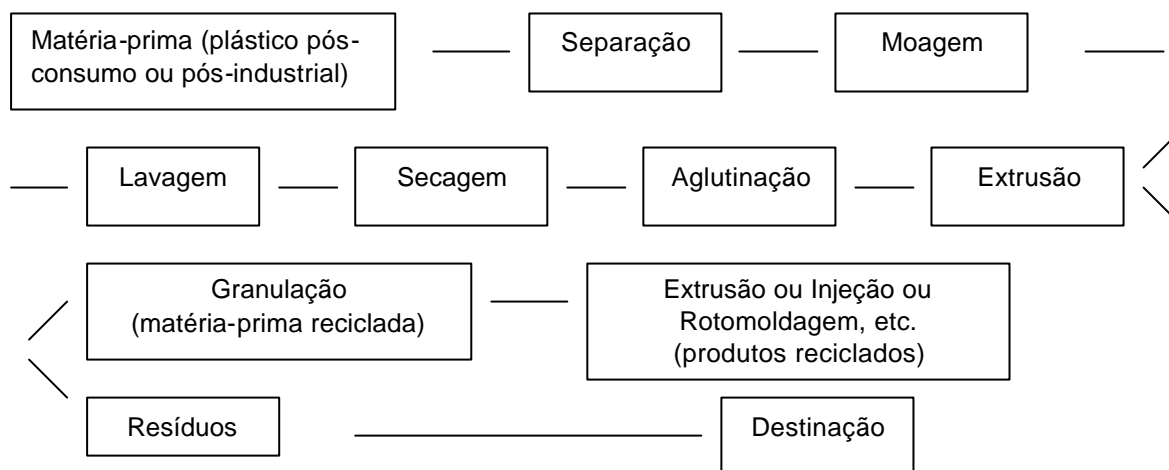 Matéria-prima (plástico pós-
consumo ou pós-industrial)
Separação
Moagem
Lavagem
Secagem
Aglutinação
Extrusão
Granulação
(matéria-prima reciclada)
Extrusão ou Injeção ou
Rotomoldagem, etc.
(produtos reciclados)
Resíduos
Destinação